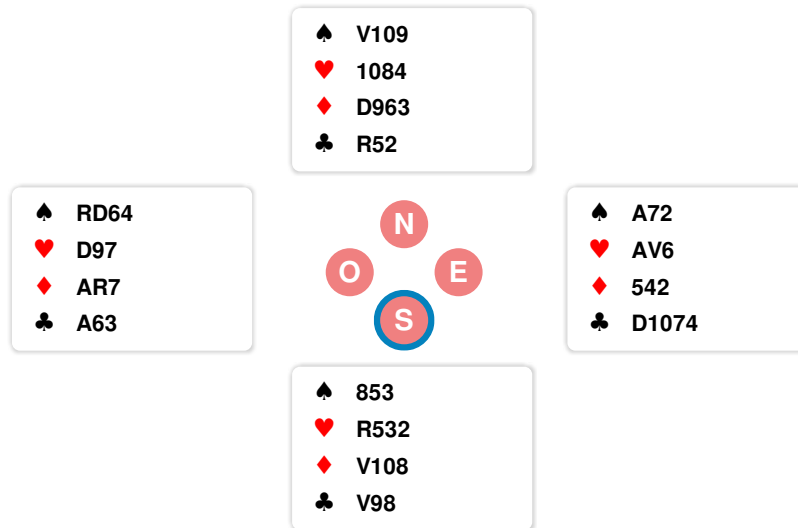 ♠ V109
♥ 1084
♦ D963
♣ R52
♠ RD64
♥ D97
♦ AR7
♣ A63
N
O E
S
♠ A72
♥ AV6
♦ 542
♣ D1074
♠ 853
♥ R532
♦ V108
♣ V98